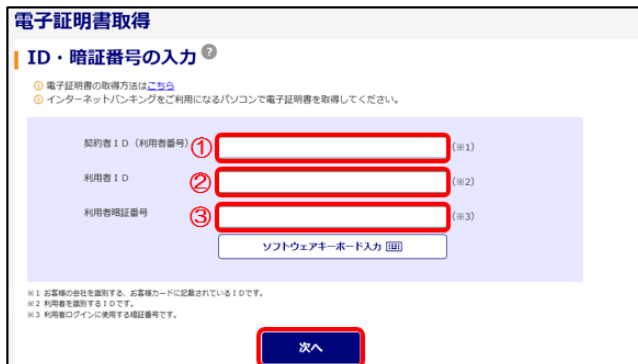 電子証明書取得
ID・暗証番号の入力 ?
① 電子証明書の取得方法はこちら
① インターネットバンキングをご利用になるパソコンで電子証明書を取得してください。
契約者ID（利用者番号） ① (※1)
利用者ID ② (※2)
利用者暗証番号 ③ (※3)
ソフトウェアキーボード入力
※1 お客様の会社を識別する、お客様カードに記載されているIDです。
※2 利用者を識別するIDです。
※3 利用者ログインに使用する暗証番号です。
次へ